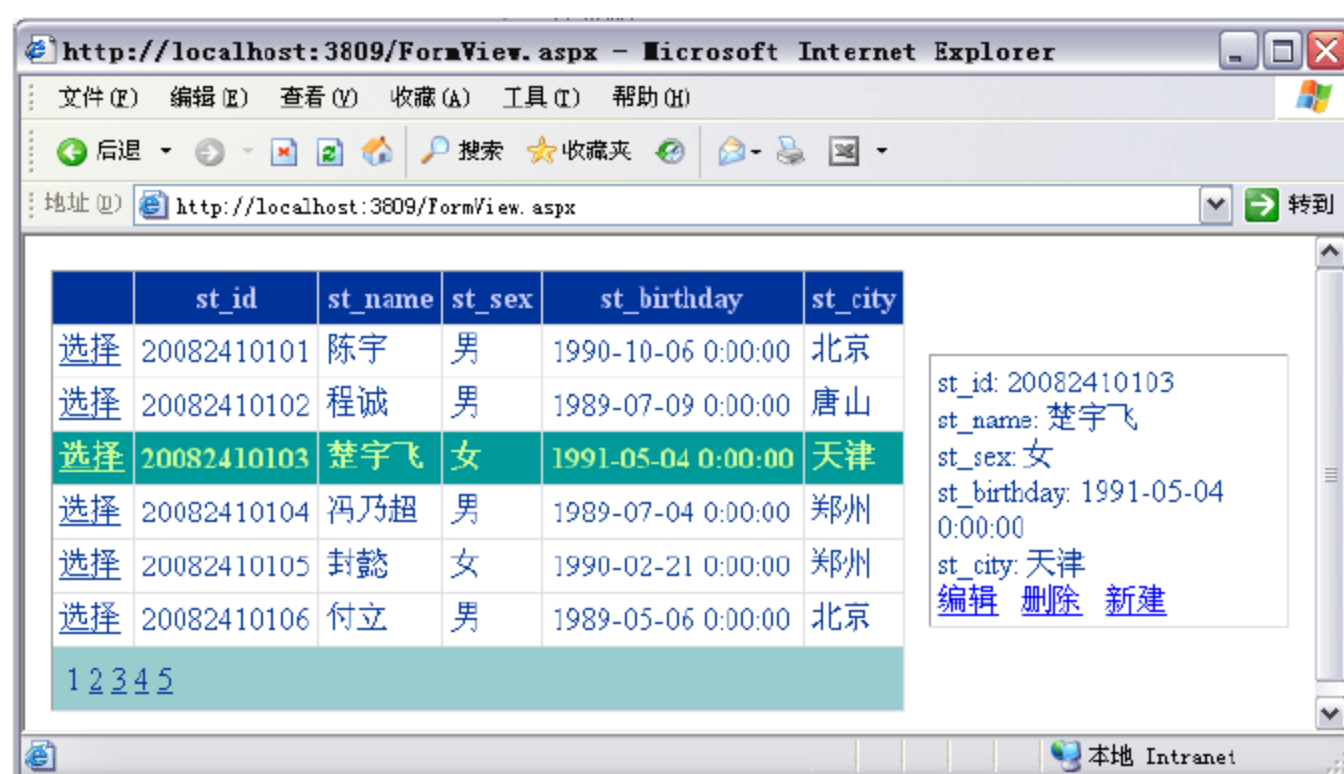 http://localhost:3809/FormView.aspx - Microsoft Internet Explorer
文件(F) 编辑(E) 查看(V) 收藏(A) 工具(T) 帮助(H)
后退 搜索 收藏夹
地址(D) http://localhost:3809/FormView.aspx 转到
st_id st_name st_sex st_birthday st_city
选择 20082410101 陈宇 男 1990-10-06 0:00:00 北京
选择 20082410102 程诚 男 1989-07-09 0:00:00 唐山
选择 20082410103 楚宇飞 女 1991-05-04 0:00:00 天津
选择 20082410104 冯乃超 男 1989-07-04 0:00:00 郑州
选择 20082410105 封懿 女 1990-02-21 0:00:00 郑州
选择 20082410106 付立 男 1989-05-06 0:00:00 北京
1 2 3 4 5
st_id: 20082410103
st_name: 楚宇飞
st_sex: 女
st_birthday: 1991-05-04
0:00:00
st_city: 天津
编辑 删除 新建
本地 Intranet